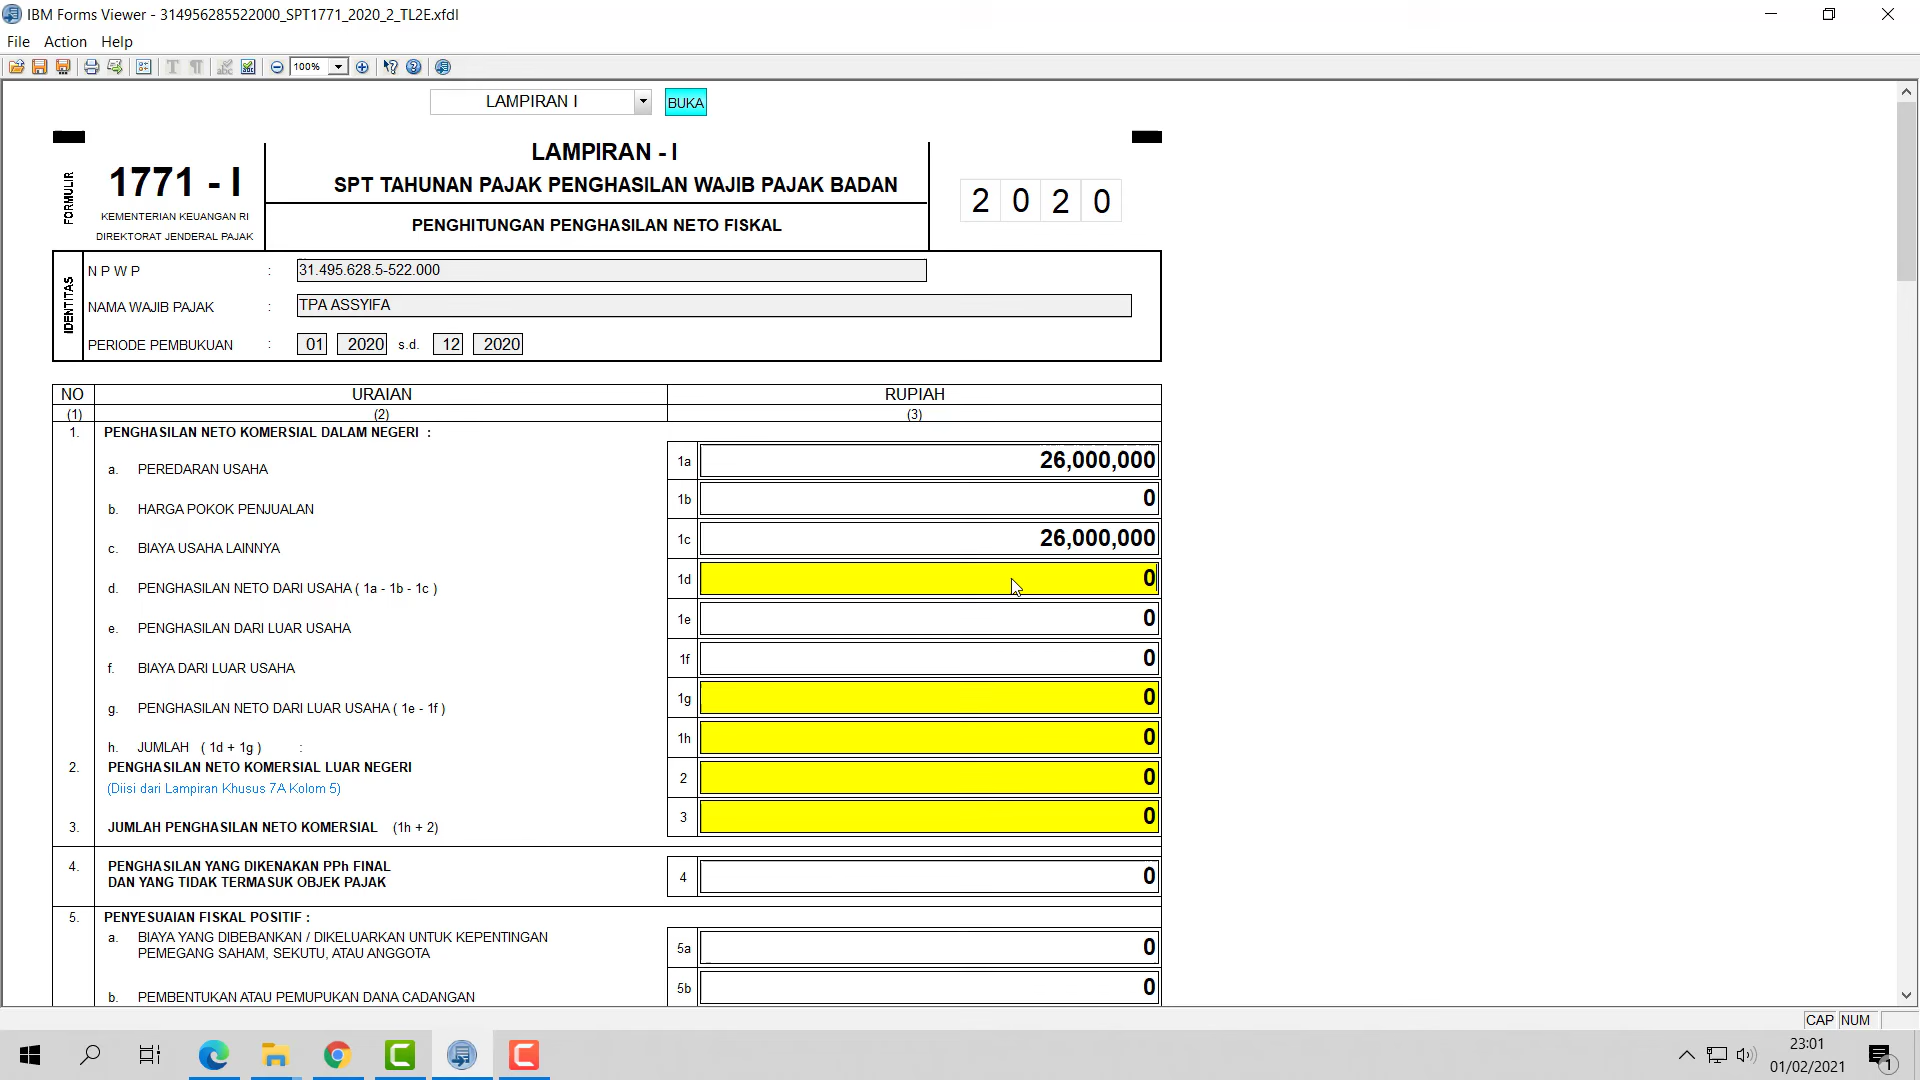 IBM Forms Viewer - 314956285522000_SPT1771_2020_2_TL2E.xfdl
File Action Help
100%
LAMPIRAN I BUKA
FORMULIR
1771 - I
KEMENTERIAN KEUANGAN RI
DIREKTORAT JENDERAL PAJAK
LAMPIRAN - I
SPT TAHUNAN PAJAK PENGHASILAN WAJIB PAJAK BADAN
PENGHITUNGAN PENGHASILAN NETO FISKAL
2 0 2 0
IDENTITAS
N P W P : 31.495.628.5-522.000
NAMA WAJIB PAJAK : TPA ASSYIFA
PERIODE PEMBUKUAN : 01 2020 s.d. 12 2020
NO URAIAN RUPIAH
(1) (2) (3)
1. PENGHASILAN NETO KOMERSIAL DALAM NEGERI :
a. PEREDARAN USAHA 1a 26,000,000
b. HARGA POKOK PENJUALAN 1b 0
c. BIAYA USAHA LAINNYA 1c 26,000,000
d. PENGHASILAN NETO DARI USAHA ( 1a - 1b - 1c ) 1d 0
e. PENGHASILAN DARI LUAR USAHA 1e 0
f. BIAYA DARI LUAR USAHA 1f 0
g. PENGHASILAN NETO DARI LUAR USAHA ( 1e - 1f ) 1g 0
h. JUMLAH ( 1d + 1g ) : 1h 0
2. PENGHASILAN NETO KOMERSIAL LUAR NEGERI 2 0
(Diisi dari Lampiran Khusus 7A Kolom 5)
3. JUMLAH PENGHASILAN NETO KOMERSIAL (1h + 2) 3 0
4. PENGHASILAN YANG DIKENAKAN PPh FINAL
DAN YANG TIDAK TERMASUK OBJEK PAJAK 4 0
5. PENYESUAIAN FISKAL POSITIF :
a. BIAYA YANG DIBEBANKAN / DIKELUARKAN UNTUK KEPENTINGAN
PEMEGANG SAHAM, SEKUTU, ATAU ANGGOTA 5a 0
b. PEMBENTUKAN ATAU PEMUPUKAN DANA CADANGAN 5b 0
CAP NUM
23:01
01/02/2021
1